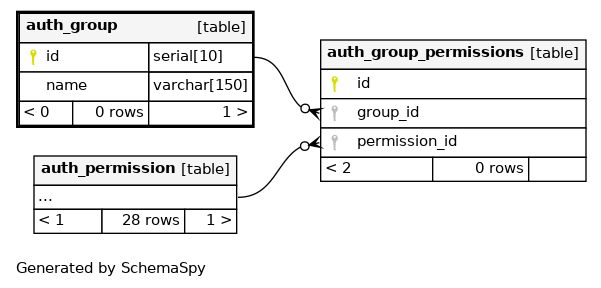 auth_group [table]
id serial[10]
name varchar[150]
< 0 0 rows 1 >
auth_group_permissions [table]
id
group_id
permission_id
< 2 0 rows
auth_permission [table]
...
< 1 28 rows 1 >
Generated by SchemaSpy